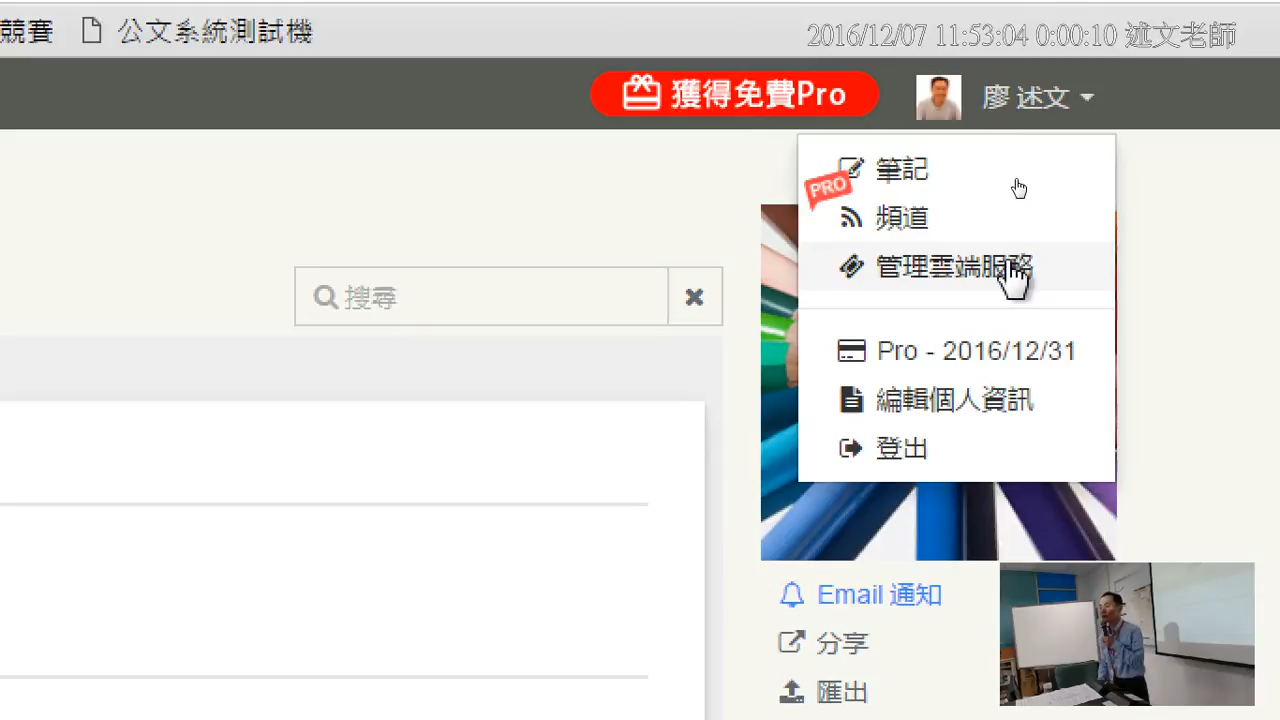 競賽 公文系統測試機
2016/12/07 11:53:04 0:00:10 述文老師
獲得免費Pro
廖 述文
筆記
PRO
頻道
管理雲端服務
搜尋
Pro - 2016/12/31
編輯個人資訊
登出
Email 通知
分享
匯出